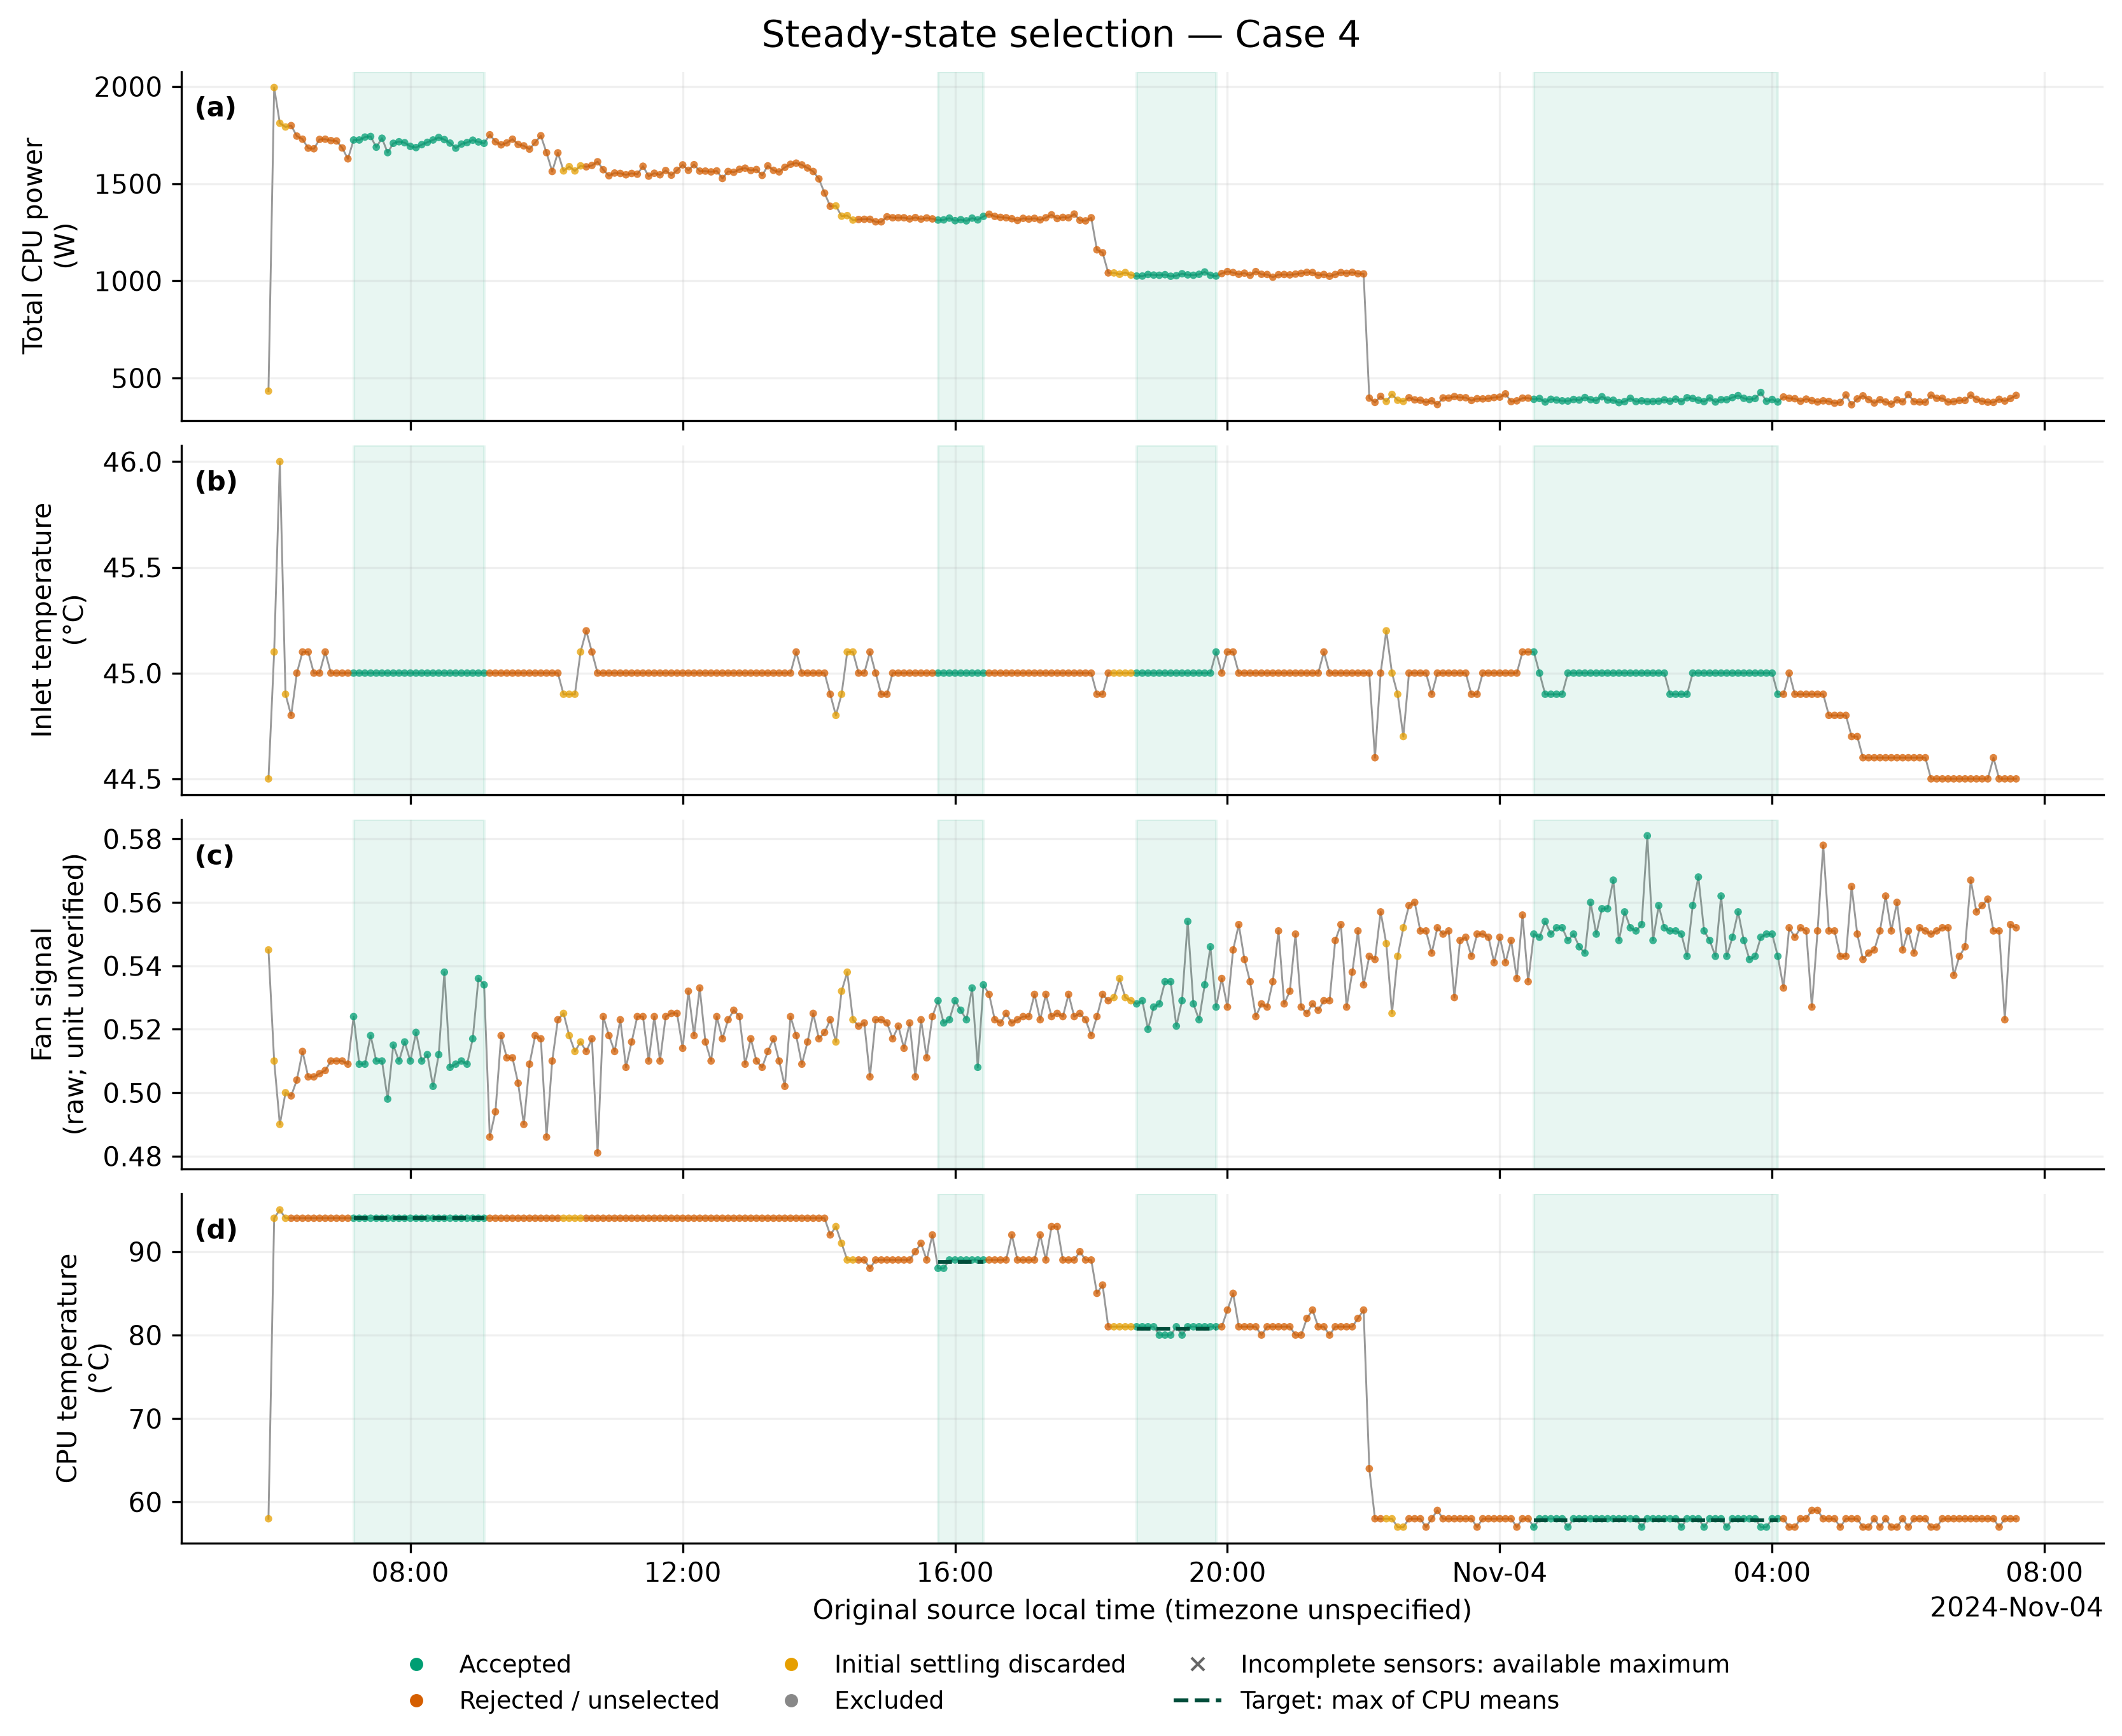 Steady-state selection — Case 4
(a)
Total CPU power
(W)
2000
1500
1000
500
(b)
Inlet temperature
(°C)
46.0
45.5
45.0
44.5
(c)
Fan signal
(raw; unit unverified)
0.58
0.56
0.54
0.52
0.50
0.48
(d)
CPU temperature
(°C)
90
80
70
60
08:00
12:00
16:00
20:00
Nov-04
04:00
08:00
Original source local time (timezone unspecified)
2024-Nov-04
Accepted
Rejected / unselected
Initial settling discarded
Excluded
Incomplete sensors: available maximum
Target: max of CPU means